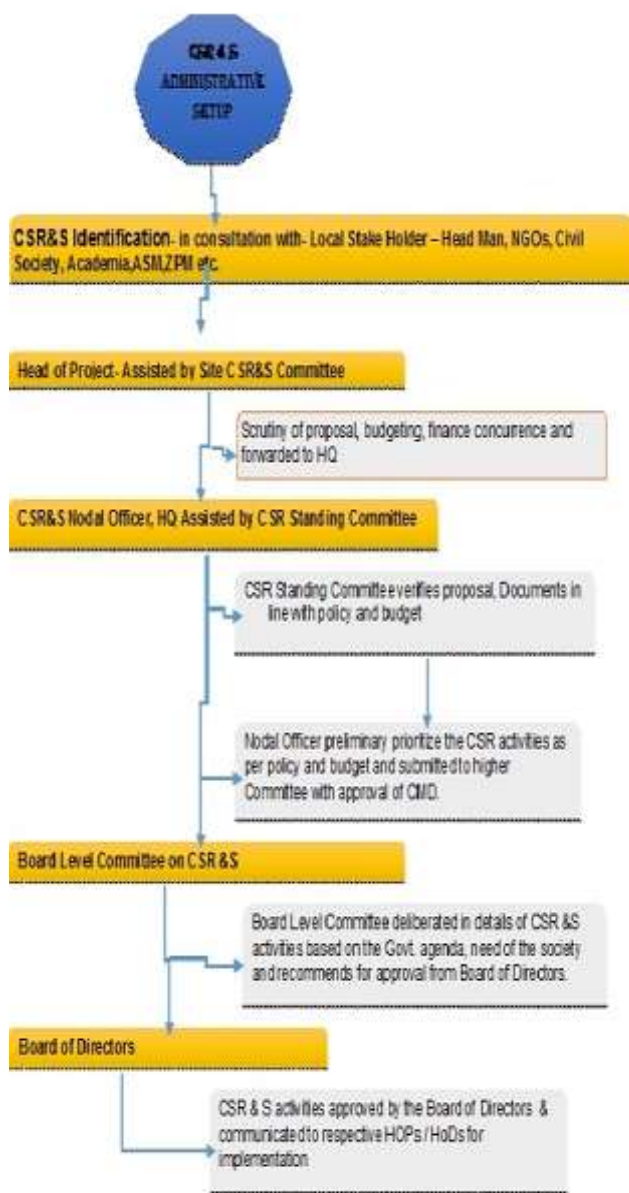 CSR & S
ADMINISTRATIVE
SETUP
CSR&S Identification- in consultation with- Local Stake Holder – Head Man, NGOs, Civil
Society, Academia,ASM,ZPM etc
Head of Project- Assisted by Site CSR&S Committee
Scrutiny of proposal, budgeting, finance concurrence and
forwarded to HQ
CSR&S Nodal Officer, HQ Assisted by CSR Standing Committee
CSR Standing Committee verifies proposal, Documents in
line with policy and budget
Nodal Officer preliminary prioritize the CSR activities as
per policy and budget and submitted to higher
Committee with approval of CMD.
Board Level Committee on CSR &S
Board Level Committee deliberated in details of CSR &S
activities based on the Govt. agenda, need of the society
and recommends for approval from Board of Directors.
Board of Directors
CSR & S activities approved by the Board of Directors &
communicated to respective HOPs / HoDs for
implementation